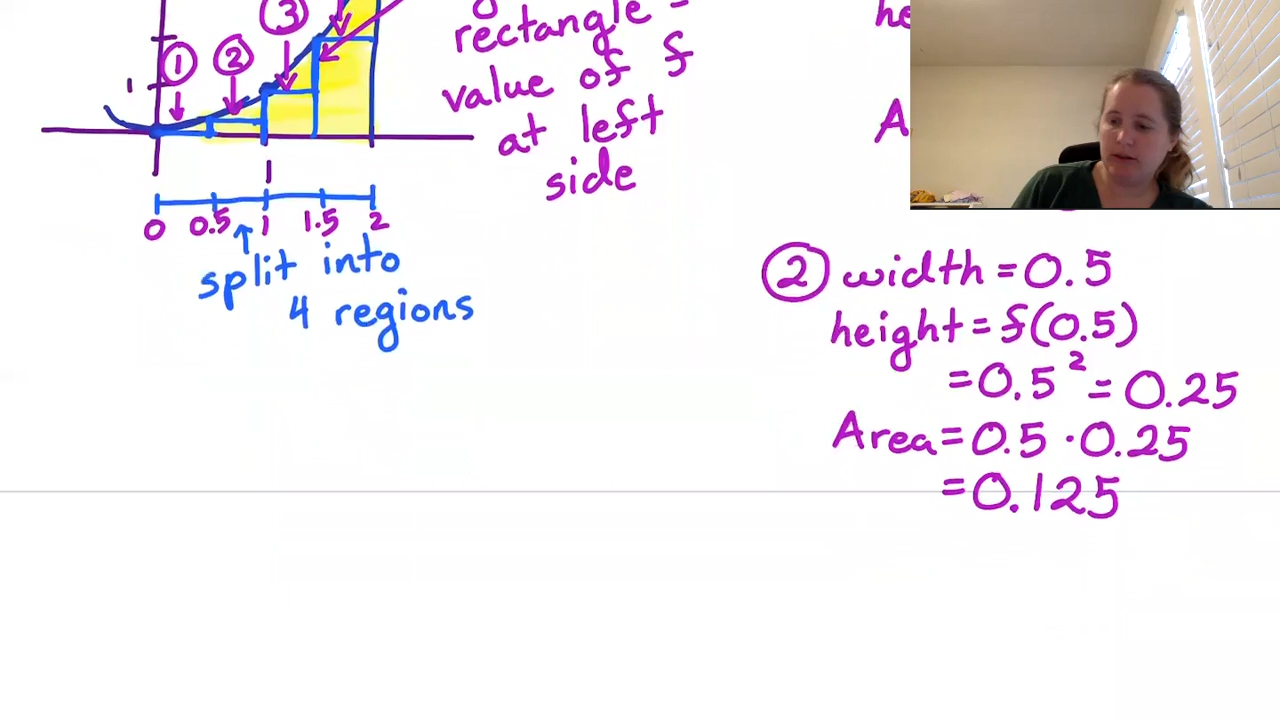 ③
① ②
1
rectangle =
value of f
at left
side
1
0 0.5 1 1.5 2
↑
split into
4 regions
he
A
② width = 0.5
height = f(0.5)
= 0.5² = 0.25
Area = 0.5 · 0.25
= 0.125